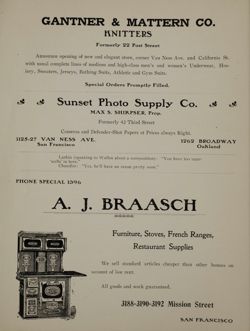 GANTNER & MATTERN CO.
KNITTERS
Formerly 22 Post Street
Announce opening of new and elegant store, corner Van Ness Ave. and California St.
with usual complete lines of medium and high-class men's and women's Underwear, Hos-
iery, Sweaters, Jerseys, Bathing Suits, Athletic and Gym Suits.
Special Orders Promptly Filled.
Sunset Photo Supply Co.
MAX S. SHIRPSER, Prop.
Formerly 42 Third Street
Cameras and Defender-Slot Papers at Prices always Right.
1125-27 VAN NESS AVE.
San Francisco
1262 BROADWAY
Oakland
PHONE SPECIAL 1596
A. J. BRAASCH
Furniture, Stoves, French Ranges,
Restaurant Supplies
We sell standard articles cheaper than other houses on
account of low rent.
All goods and work guaranteed.
3188-3190-3192 Mission Street
SAN FRANCISCO